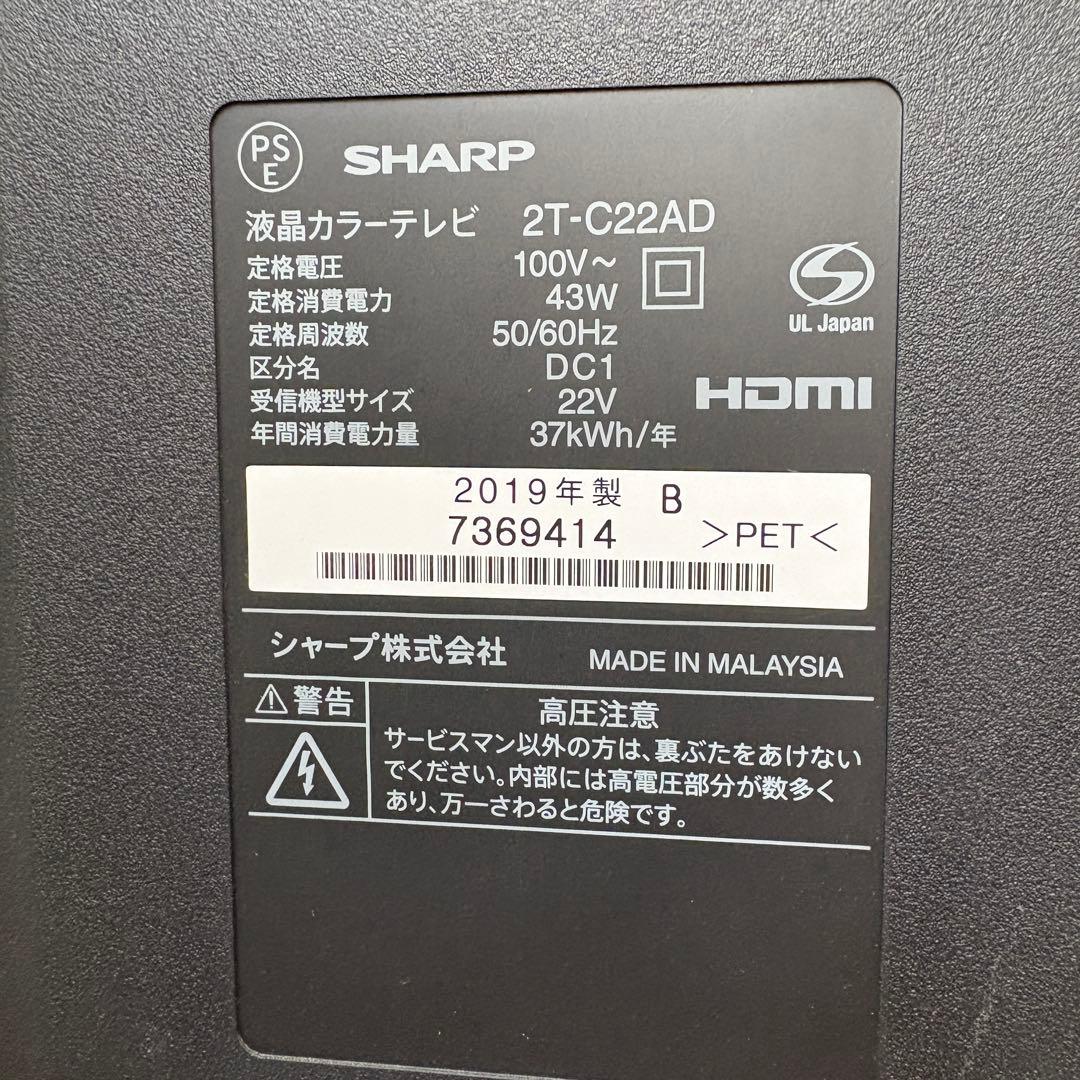 PS
E
SHARP
液晶カラーテレビ 2T-C22AD
定格電圧 100V～
定格消費電力 43W
定格周波数 50/60Hz
区分名 DC1
受信機型サイズ 22V
年間消費電力量 37kWh/年
UL Japan
HDMI
2019年製 B
7369414 >PET<
シャープ株式会社 MADE IN MALAYSIA
⚠警告
高圧注意
サービスマン以外の方は、裏ぶたをあけない
でください。内部には高電圧部分が数多く
あり、万一さわると危険です。